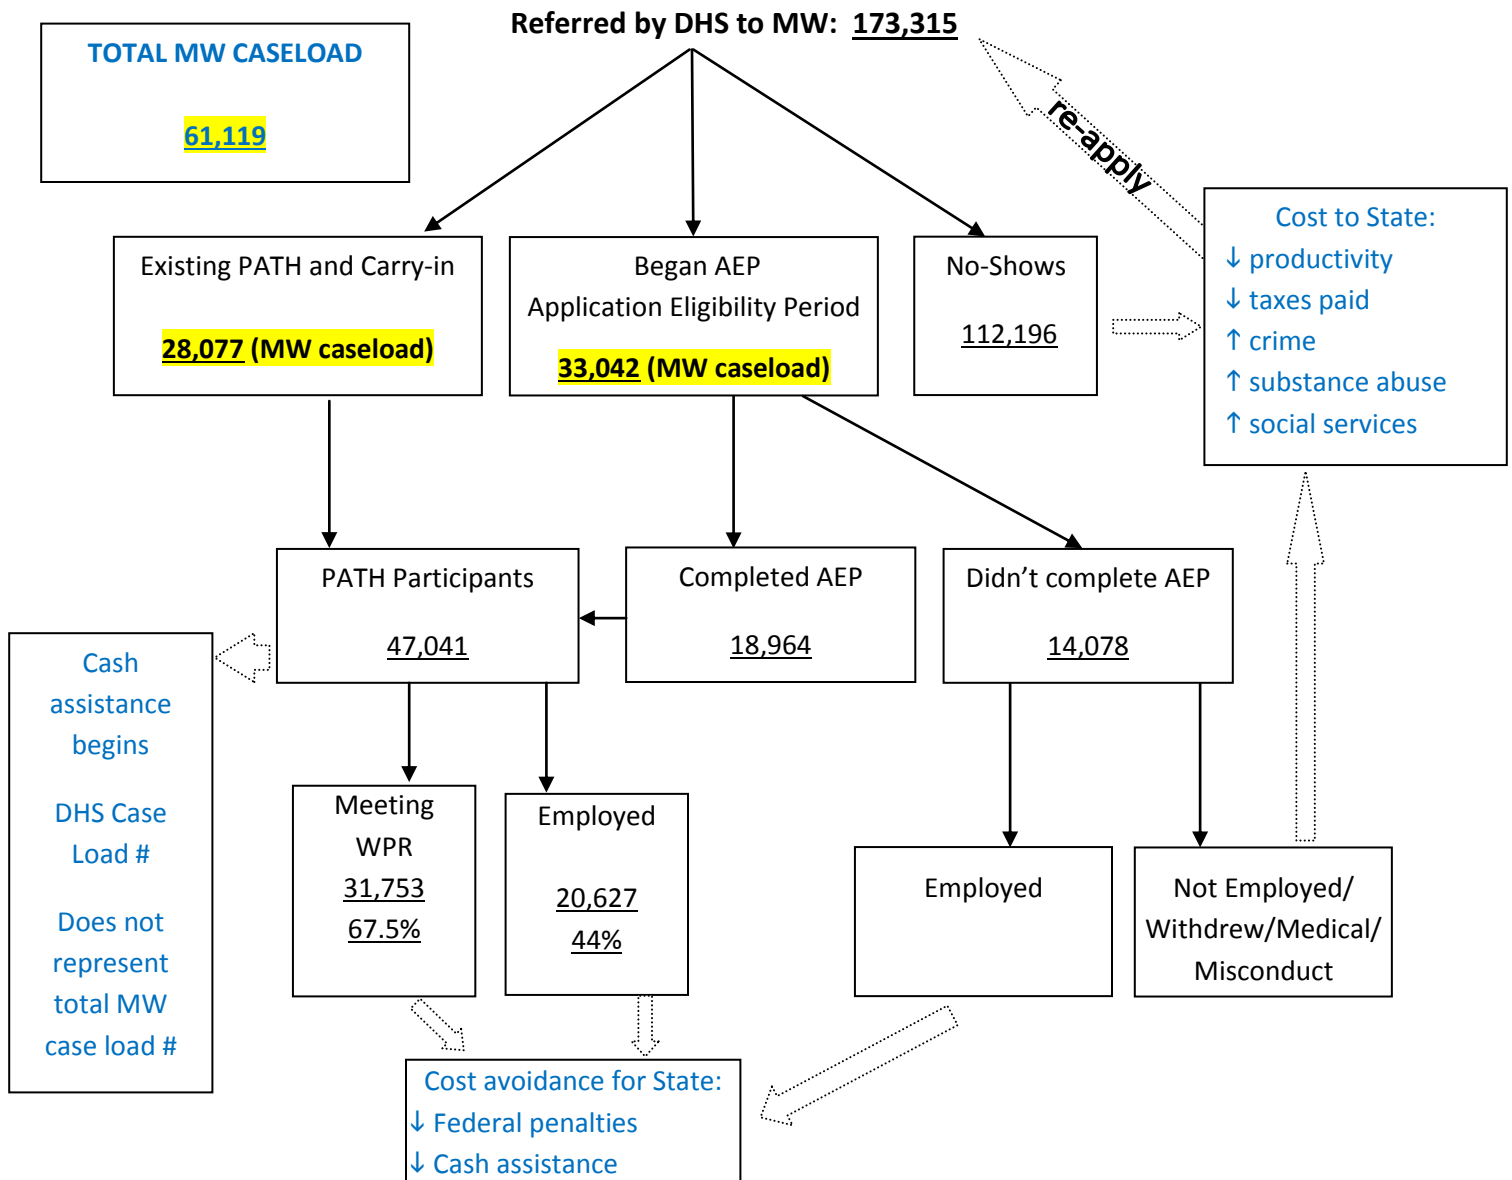 Referred by DHS to MW: 173,315
TOTAL MW CASELOAD
61,119
re-apply
Existing PATH and Carry-in
28,077 (MW caseload)
Began AEP
Application Eligibility Period
33,042 (MW caseload)
No-Shows
112,196
Cost to State:
↓ productivity
↓ taxes paid
↑ crime
↑ substance abuse
↑ social services
PATH Participants
47,041
Completed AEP
18,964
Didn’t complete AEP
14,078
Cash
assistance
begins
DHS Case
Load #
Does not
represent
total MW
case load #
Meeting
WPR
31,753
67.5%
Employed
20,627
44%
Employed
Not Employed/
Withdrew/Medical/
Misconduct
Cost avoidance for State:
↓ Federal penalties
↓ Cash assistance